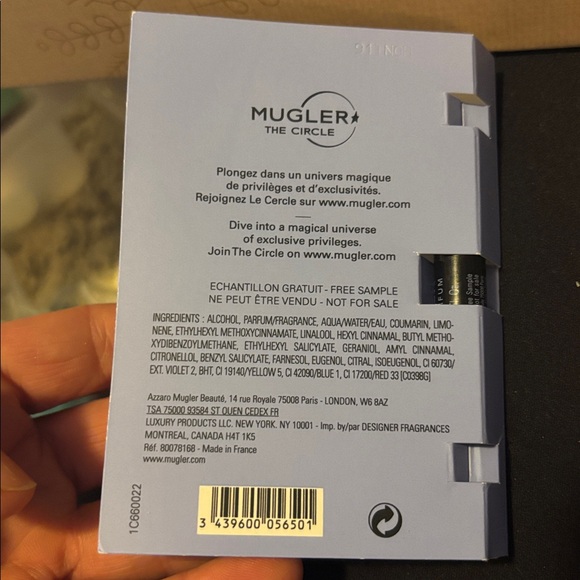 MUGLER
THE CIRCLE
Plongez dans un univers magique
de privilèges et d'exclusivités.
Rejoignez Le Cercle sur www.mugler.com
Dive into a magical universe
of exclusive privileges.
Join The Circle on www.mugler.com
ECHANTILLON GRATUIT - FREE SAMPLE
NE PEUT ÊTRE VENDU - NOT FOR SALE
INGREDIENTS : ALCOHOL, PARFUM/FRAGRANCE, AQUA/WATER/EAU, COUMARIN, LIMO-
NENE, ETHYLHEXYL METHOXYCINNAMATE, LINALOOL, HEXYL CINNAMAL, BUTYL METHO-
XYDIBENZOYLMETHANE, ETHYLHEXYL SALICYLATE, GERANIOL, AMYL CINNAMAL,
CITRONELLOL, BENZYL SALICYLATE, FARNESOL, EUGENOL, CITRAL, ISOEUGENOL, CI 60730/
EXT. VIOLET 2, BHT, CI 19140/YELLOW 5, CI 42090/BLUE 1, CI 17200/RED 33 [C0398G]
Azzaro Mugler Beauté, 14 rue Royale 75008 Paris - LONDON, W6 8AZ
TSA 75000 93584 ST OUEN CEDEX FR
LUXURY PRODUCTS LLC. NEW YORK. NY 10001 - Imp. by/par DESIGNER FRAGRANCES
MONTREAL, CANADA H4T 1K5
Réf. 80078168 - Made in France
www.mugler.com
1C660022
3 439600 056501